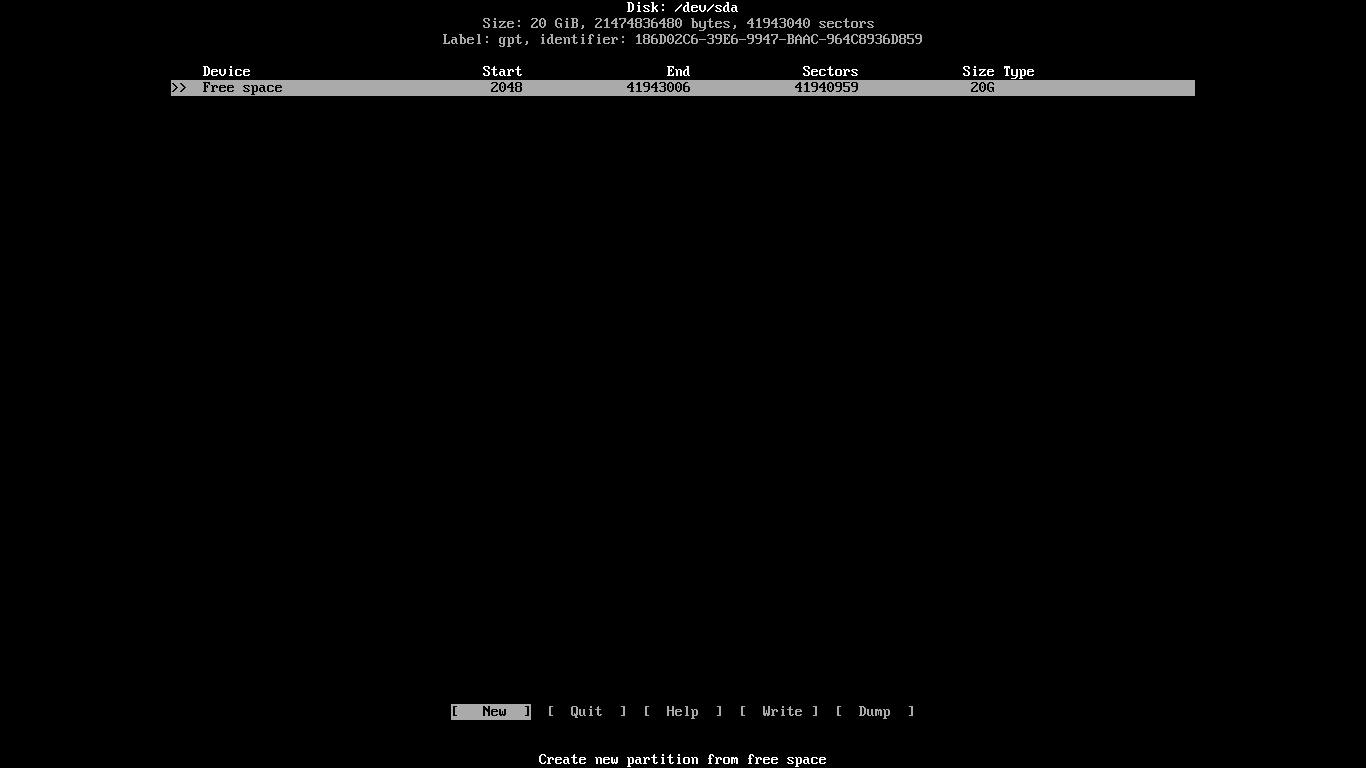 Disk: /dev/sda
Size: 20 GiB, 21474836480 bytes, 41943040 sectors
Label: gpt, identifier: 186D02C6-39E6-9947-BAAC-964C8936D859
Device Start End Sectors Size Type
>> Free space 2048 41943006 41940959 20G
[ New ] [ Quit ] [ Help ] [ Write ] [ Dump ]
Create new partition from free space